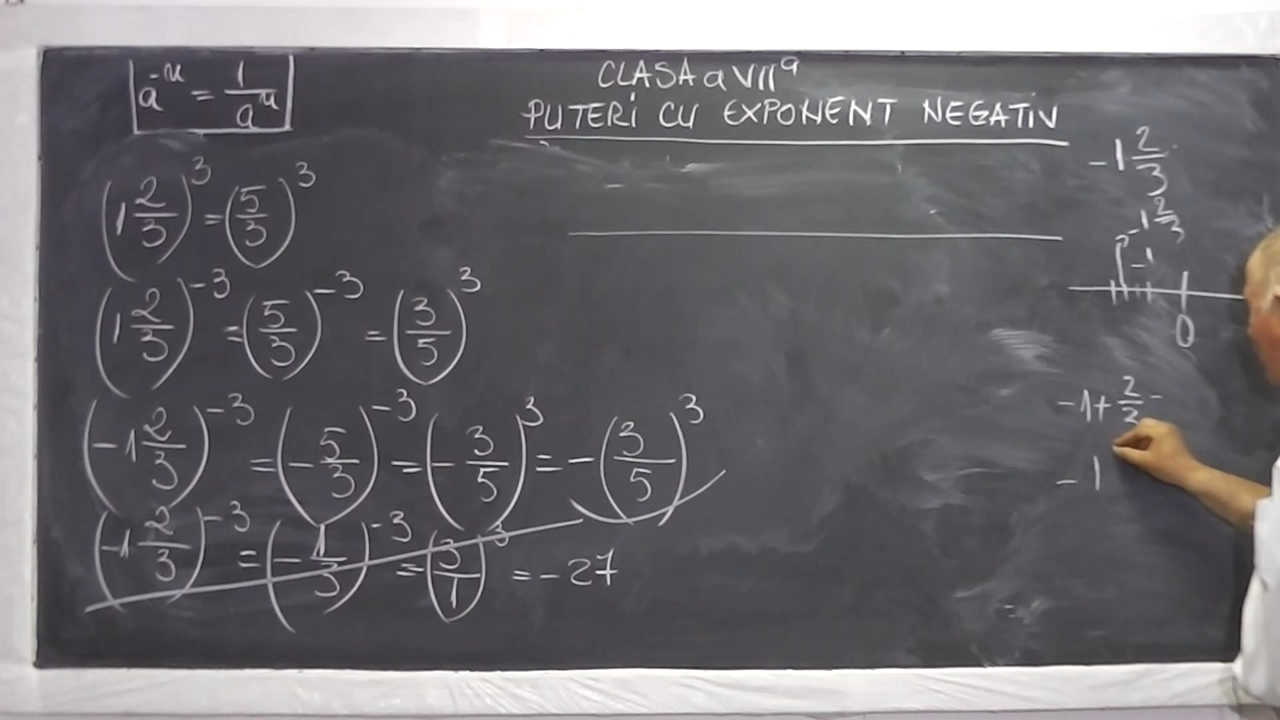 a^-n = 1/a^n
CLASA a VII a
PUTERI CU EXPONENT NEGATIV
(1 2/3)^3 = (5/3)^3
(1 2/3)^-3 = (5/3)^-3 = (3/5)^3
(-1 2/3)^-3 = (-5/3)^-3 = (-3/5)^3 = -(3/5)^3
(-1 2/3)^-3 = (-1/3)^-3 = (3/1)^3 = -27
-1 2/3
-1 2/3
-1
0
-1+ 2/3 -
-1